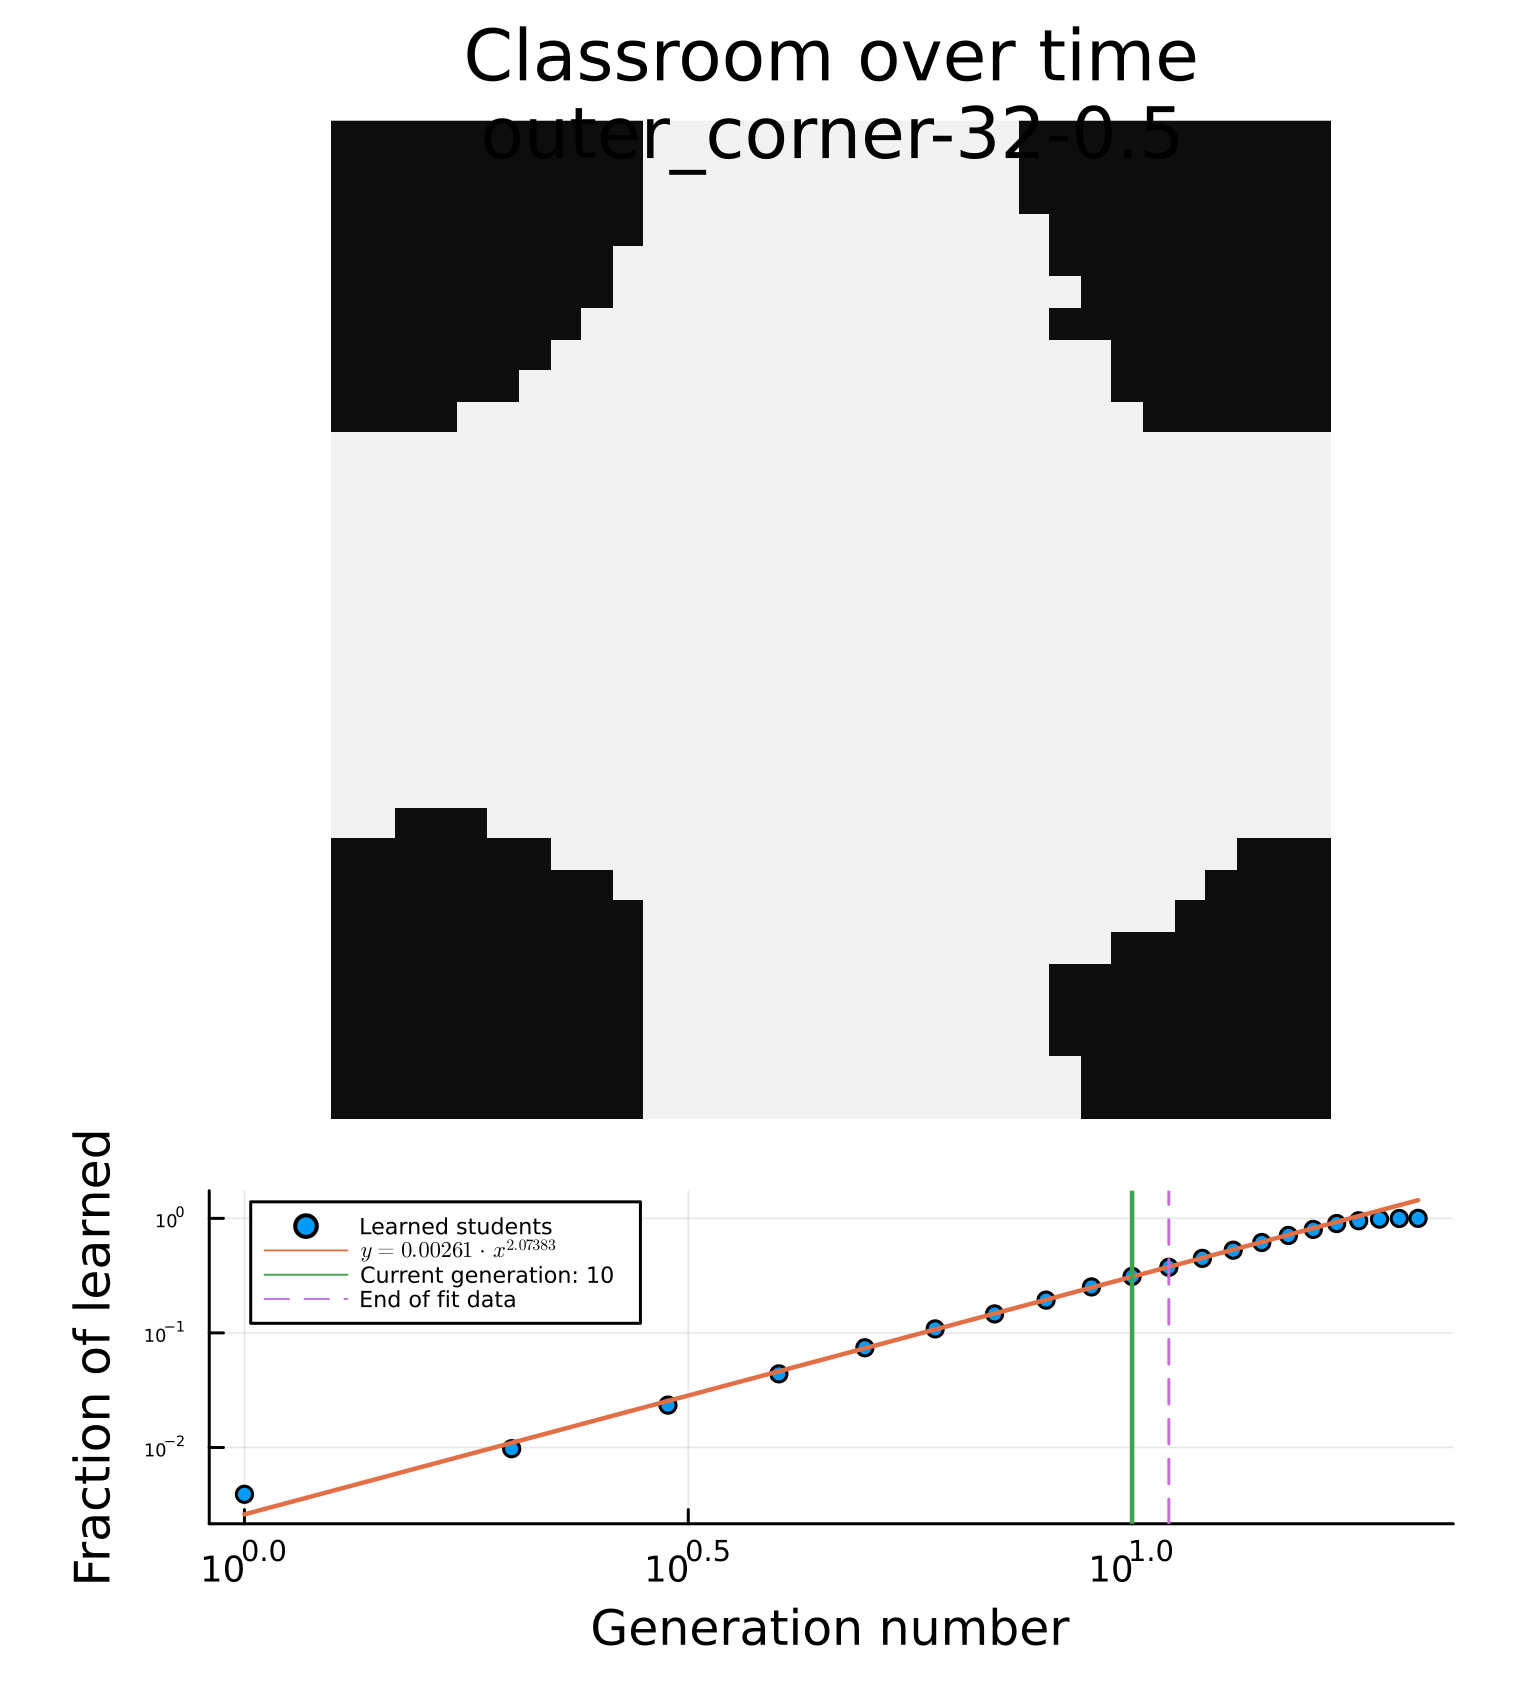 Classroom over time
outer_corner-32-0.5
Fraction of learned
10⁰
10⁻¹
10⁻²
Learned students
y = 0.00261 · x^2.07383
Current generation: 10
End of fit data
10^0.0
10^0.5
10^1.0
Generation number